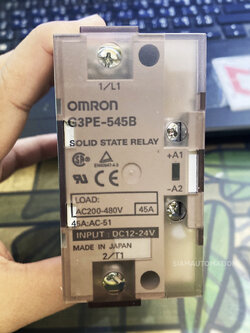 1/L1
OMRON
G3PE-545B
SOLID STATE RELAY
+A1
-A2
LOAD:
AC200-480V 45A
45A:AC-51
INPUT : DC12-24V
MADE IN JAPAN
2/T1
SIAMAUTOMATION